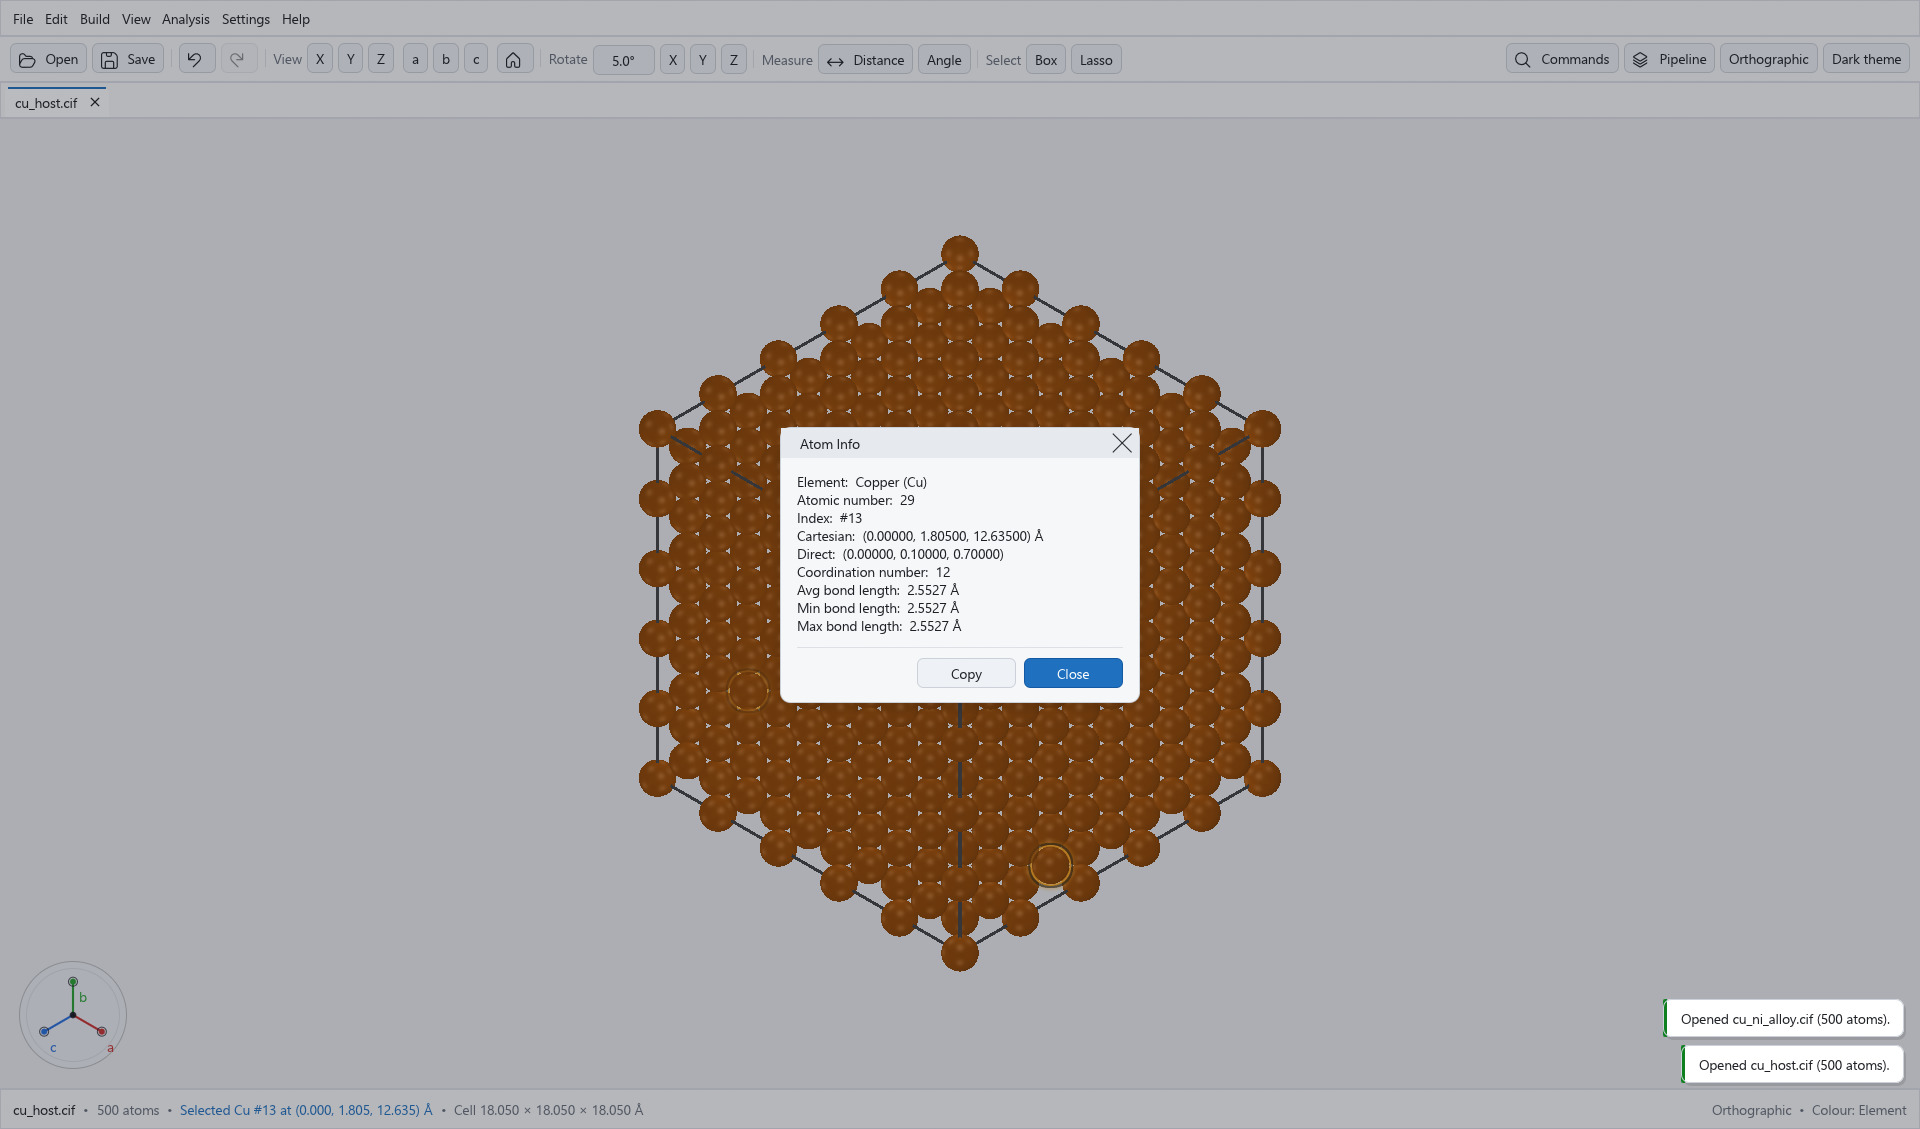 File Edit Build View Analysis Settings Help
Open Save View X Y Z a b c Rotate 5.0° X Y Z Measure Distance Angle Select Box Lasso Commands Pipeline Orthographic Dark theme
cu_host.cif
Atom Info
Element: Copper (Cu)
Atomic number: 29
Index: #13
Cartesian: (0.00000, 1.80500, 12.63500) Å
Direct: (0.00000, 0.10000, 0.70000)
Coordination number: 12
Avg bond length: 2.5527 Å
Min bond length: 2.5527 Å
Max bond length: 2.5527 Å
Copy Close
b
c a
Opened cu_ni_alloy.cif (500 atoms).
Opened cu_host.cif (500 atoms).
cu_host.cif • 500 atoms • Selected Cu #13 at (0.000, 1.805, 12.635) Å • Cell 18.050 × 18.050 × 18.050 Å Orthographic • Colour: Element